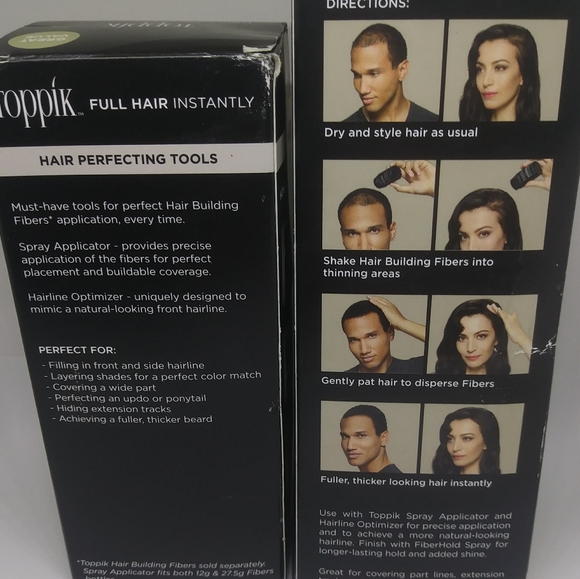 Toppik
GREAT VALUE!
Toppik™ FULL HAIR INSTANTLY
HAIR PERFECTING TOOLS
Must-have tools for perfect Hair Building
Fibers* application, every time.
Spray Applicator - provides precise
application of the fibers for perfect
placement and buildable coverage.
Hairline Optimizer - uniquely designed to
mimic a natural-looking front hairline.
PERFECT FOR:
- Filling in front and side hairline
- Layering shades for a perfect color match
- Covering a wide part
- Perfecting an updo or ponytail
- Hiding extension tracks
- Achieving a fuller, thicker beard
*Toppik Hair Building Fibers sold separately.
Spray Applicator fits both 12g & 27.5g Fibers
DIRECTIONS:
Dry and style hair as usual
Shake Hair Building Fibers into
thinning areas
Gently pat hair to disperse Fibers
Fuller, thicker looking hair instantly
Use with Toppik Spray Applicator and
Hairline Optimizer for precise application
and to achieve a more natural-looking
hairline. Finish with FiberHold Spray for
longer-lasting hold and added shine.
Great for covering part lines, extension